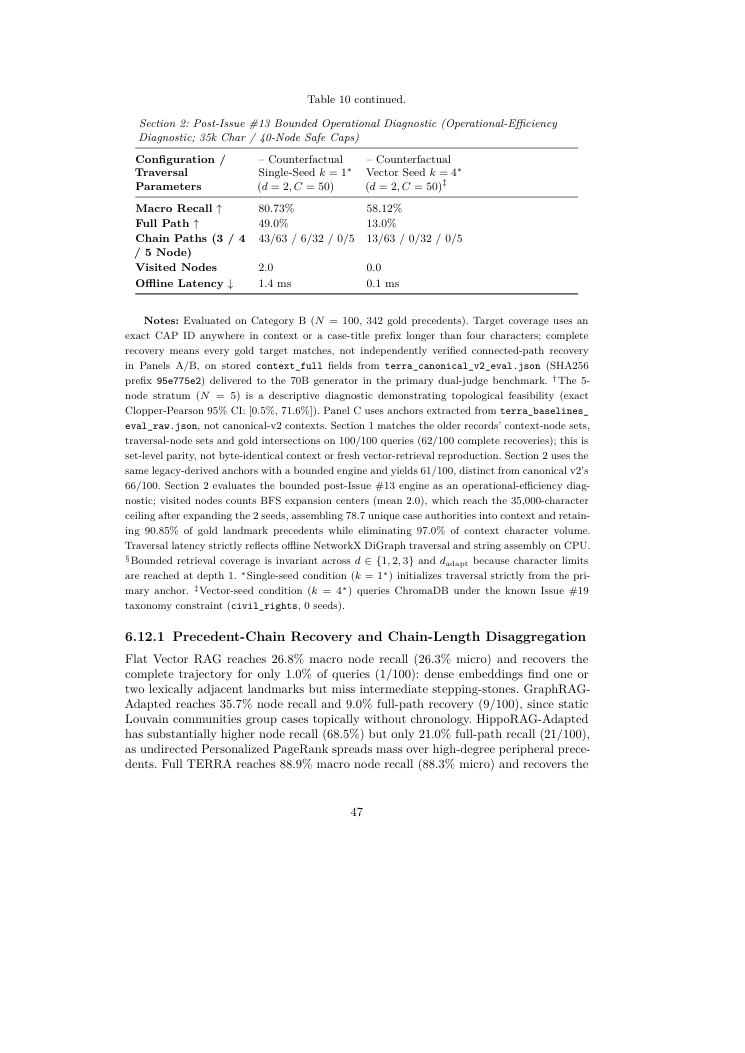 Table 10 continued.
Section 2: Post-Issue #13 Bounded Operational Diagnostic (Operational-Efficiency
Diagnostic; 35k Char / 40-Node Safe Caps)
Configuration / – Counterfactual – Counterfactual
Traversal Single-Seed k = 1* Vector Seed k = 4*
Parameters (d = 2, C = 50) (d = 2, C = 50)‡
Macro Recall ↑ 80.73% 58.12%
Full Path ↑ 49.0% 13.0%
Chain Paths (3 / 4 43/63 / 6/32 / 0/5 13/63 / 0/32 / 0/5
/ 5 Node)
Visited Nodes 2.0 0.0
Offline Latency ↓ 1.4 ms 0.1 ms
Notes: Evaluated on Category B (N = 100, 342 gold precedents). Target coverage uses an
exact CAP ID anywhere in context or a case-title prefix longer than four characters; complete
recovery means every gold target matches, not independently verified connected-path recovery
in Panels A/B, on stored context_full fields from terra_canonical_v2_eval.json (SHA256
prefix 95e775e2) delivered to the 70B generator in the primary dual-judge benchmark. †The 5-
node stratum (N = 5) is a descriptive diagnostic demonstrating topological feasibility (exact
Clopper-Pearson 95% CI: [0.5%, 71.6%]). Panel C uses anchors extracted from terra_baselines_
eval_raw.json, not canonical-v2 contexts. Section 1 matches the older records' context-node sets,
traversal-node sets and gold intersections on 100/100 queries (62/100 complete recoveries); this is
set-level parity, not byte-identical context or fresh vector-retrieval reproduction. Section 2 uses the
same legacy-derived anchors with a bounded engine and yields 61/100, distinct from canonical v2's
66/100. Section 2 evaluates the bounded post-Issue #13 engine as an operational-efficiency diag-
nostic; visited nodes counts BFS expansion centers (mean 2.0), which reach the 35,000-character
ceiling after expanding the 2 seeds, assembling 78.7 unique case authorities into context and retain-
ing 90.85% of gold landmark precedents while eliminating 97.0% of context character volume.
Traversal latency strictly reflects offline NetworkX DiGraph traversal and string assembly on CPU.
§Bounded retrieval coverage is invariant across d ∈ {1, 2, 3} and dadapt because character limits
are reached at depth 1. *Single-seed condition (k = 1*) initializes traversal strictly from the pri-
mary anchor. ‡Vector-seed condition (k = 4*) queries ChromaDB under the known Issue #19
taxonomy constraint (civil_rights, 0 seeds).
6.12.1 Precedent-Chain Recovery and Chain-Length Disaggregation
Flat Vector RAG reaches 26.8% macro node recall (26.3% micro) and recovers the
complete trajectory for only 1.0% of queries (1/100): dense embeddings find one or
two lexically adjacent landmarks but miss intermediate stepping-stones. GraphRAG-
Adapted reaches 35.7% node recall and 9.0% full-path recovery (9/100), since static
Louvain communities group cases topically without chronology. HippoRAG-Adapted
has substantially higher node recall (68.5%) but only 21.0% full-path recall (21/100),
as undirected Personalized PageRank spreads mass over high-degree peripheral prece-
dents. Full TERRA reaches 88.9% macro node recall (88.3% micro) and recovers the
47